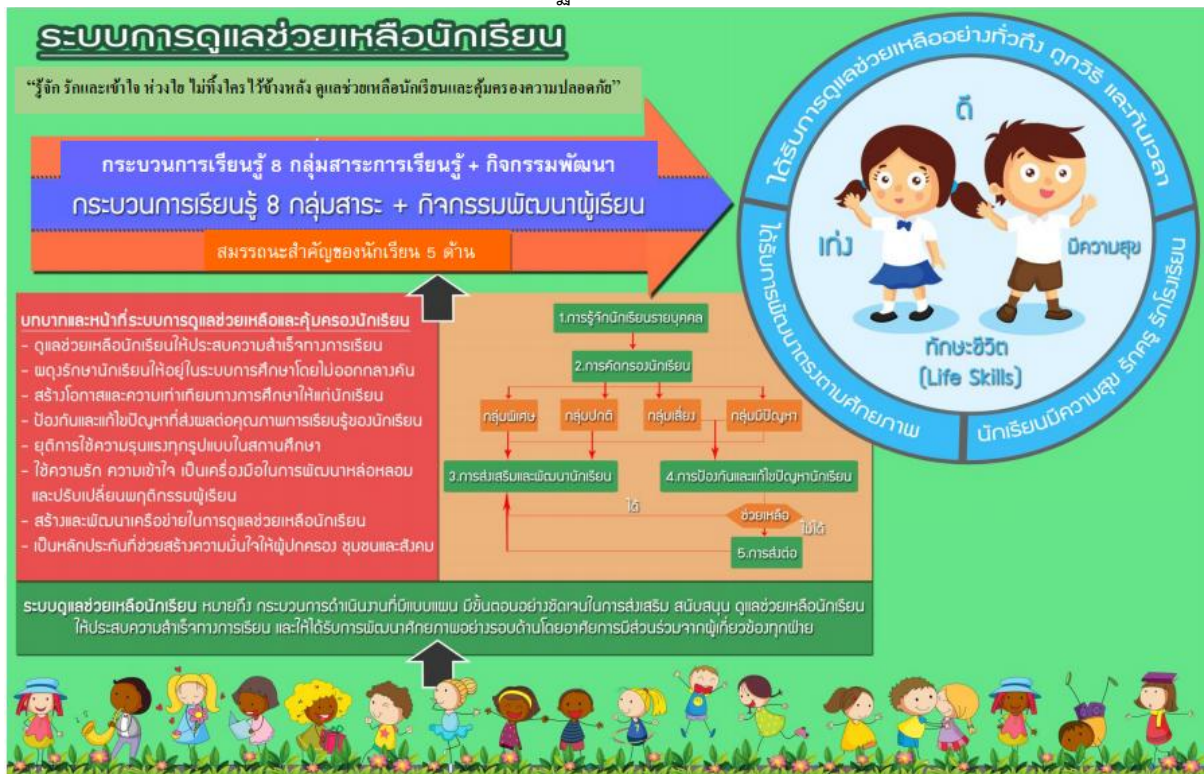 ระบบการดูแลช่วยเหลือนักเรียน
“รู้จัก รักและเข้าใจ ห่วงใย ไม่ทิ้งใครไว้ข้างหลัง ดูแลช่วยเหลือนักเรียนและคุ้มครองความปลอดภัย”
กระบวนการเรียนรู้ 8 กลุ่มสาระการเรียนรู้ + กิจกรรมพัฒนา
กระบวนการเรียนรู้ 8 กลุ่มสาระ + กิจกรรมพัฒนาผู้เรียน
สมรรถนะสำคัญของนักเรียน 5 ด้าน
ได้รับการดูแลช่วยเหลืออย่างทั่วถึง ถูกวิธี และทันเวลา
ดี
เก่ง
มีความสุข
ทักษะชีวิต
(Life Skills)
ได้รับการพัฒนาตรงตามศักยภาพ
นักเรียนมีความสุข รักครู รักโรงเรียน
บทบาทและหน้าที่ระบบการดูแลช่วยเหลือและคุ้มครองนักเรียน
- ดูแลช่วยเหลือนักเรียนให้ประสบความสำเร็จทางการเรียน
- ผดุงรักษานักเรียนให้อยู่ในระบบการศึกษาโดยไม่ออกกลางคัน
- สร้างโอกาสและความเท่าเทียมทางการศึกษาให้แก่นักเรียน
- ป้องกันและแก้ไขปัญหาที่ส่งผลต่อคุณภาพการเรียนรู้ของนักเรียน
- ยุติการใช้ความรุนแรงทุกรูปแบบในสถานศึกษา
- ใช้ความรัก ความเข้าใจ เป็นเครื่องมือในการพัฒนาหล่อหลอม
และปรับเปลี่ยนพฤติกรรมผู้เรียน
- สร้างและพัฒนาเครือข่ายในการดูแลช่วยเหลือนักเรียน
- เป็นหลักประกันที่ช่วยสร้างความมั่นใจให้ผู้ปกครอง ชุมชนและสังคม
1.การรู้จักนักเรียนรายบุคคล
2.การคัดกรองนักเรียน
กลุ่มพิเศษ
กลุ่มปกติ
กลุ่มเสี่ยง
กลุ่มมีปัญหา
3.การส่งเสริมและพัฒนานักเรียน
4.การป้องกันและแก้ไขปัญหานักเรียน
ได้
ช่วยเหลือ
ไม่ได้
5.การส่งต่อ
ระบบดูแลช่วยเหลือนักเรียน หมายถึง กระบวนการดำเนินงานที่มีแบบแผน มีขั้นตอนอย่างชัดเจนในการส่งเสริม สนับสนุน ดูแลช่วยเหลือนักเรียน
ให้ประสบความสำเร็จทางการเรียน และให้ได้รับการพัฒนาศักยภาพอย่างรอบด้านโดยอาศัยการมีส่วนร่วมจากผู้เกี่ยวข้องทุกฝ่าย